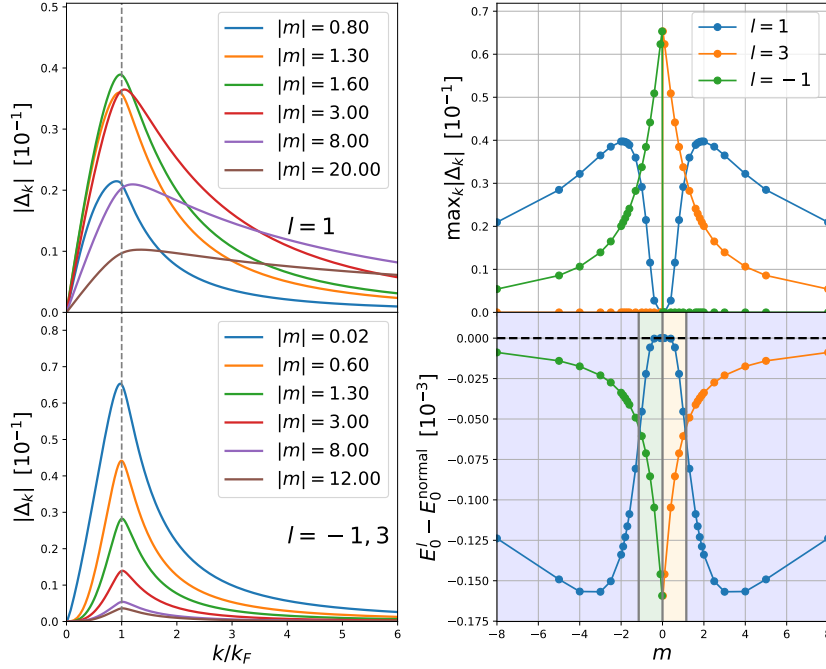 |Δ_k| [10^{-1}]
0.5
0.4
0.3
0.2
0.1
0.0
|m| = 0.80
|m| = 1.30
|m| = 1.60
|m| = 3.00
|m| = 8.00
|m| = 20.00
l = 1
max_k|Δ_k| [10^{-1}]
0.7
0.6
0.5
0.4
0.3
0.2
0.1
0.0
l = 1
l = 3
l = −1
|Δ_k| [10^{-1}]
0.8
0.7
0.6
0.5
0.4
0.3
0.2
0.1
0.0
|m| = 0.02
|m| = 0.60
|m| = 1.30
|m| = 3.00
|m| = 8.00
|m| = 12.00
l = −1, 3
0 1 2 3 4 5 6
k/k_F
E_0^l − E_0^{normal} [10^{-3}]
0.000
−0.025
−0.050
−0.075
−0.100
−0.125
−0.150
−0.175
−8 −6 −4 −2 0 2 4 6 8
m